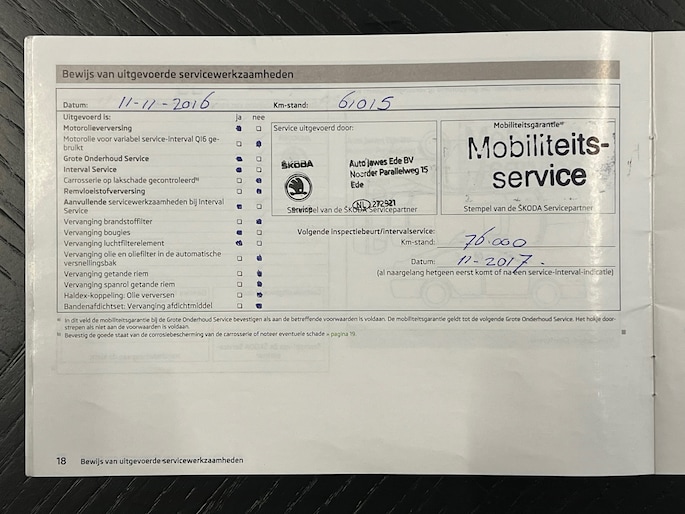 Bewijs van uitgevoerde servicewerkzaamheden
Datum: 11-11-2016 Km-stand: 61015
Uitgevoerd is: ja nee
Motorolieverversing
Motorolie voor variabel service-interval QI6 ge-
bruikt
Grote Onderhoud Service
Interval Service
Carrosserie op lakschade gecontroleerd b)
Remvloeistofverversing
Aanvullende servicewerkzaamheden bij Interval
Service
Vervanging brandstoffilter
Vervanging bougies
Vervanging luchtfilterelement
Vervanging olie en oliefilter in de automatische
versnellingsbak
Vervanging getande riem
Vervanging spanrol getande riem
Haldex-koppeling: Olie verversen
Bandenafdichtset: Vervanging afdichtmiddel
Service uitgevoerd door:
ŠKODA
Service
Auto Jawes Ede BV
Noorder Parallelweg 15
Ede
(NL) 272921
Stempel van de ŠKODA Servicepartner
Mobiliteitsgarantie a)
Mobiliteits-
service
Stempel van de ŠKODA Servicepartner
Volgende inspectiebeurt/intervalservice:
Km-stand: 76.000
Datum: 11-2017.
(al naargelang hetgeen eerst komt of na een service-interval-indicatie)
a) In dit veld de mobiliteitsgarantie bij de Grote Onderhoud Service bevestigen als aan de betreffende voorwaarden is voldaan. De mobiliteitsgarantie geldt tot de volgende Grote Onderhoud Service. Het hokje door-
strepen als niet aan de voorwaarden is voldaan.
b) Bevestig de goede staat van de corrosiebescherming van de carrosserie of noteer eventuele schade » pagina 19.
18 Bewijs van uitgevoerde servicewerkzaamheden